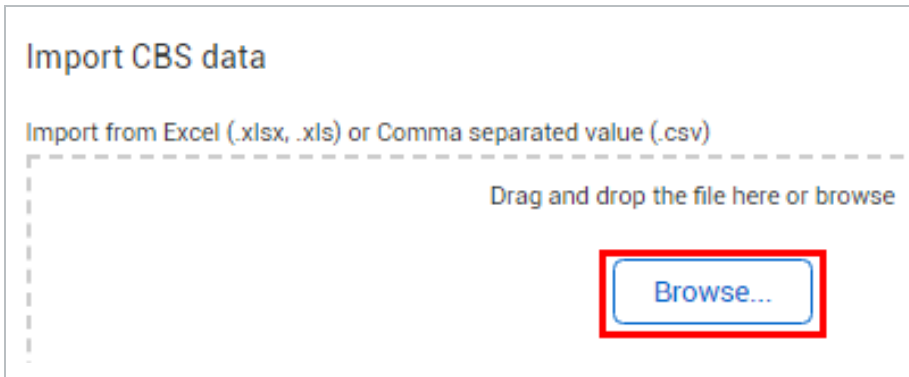 Import CBS data
Import from Excel (.xlsx, .xls) or Comma separated value (.csv)
Drag and drop the file here or browse
Browse...